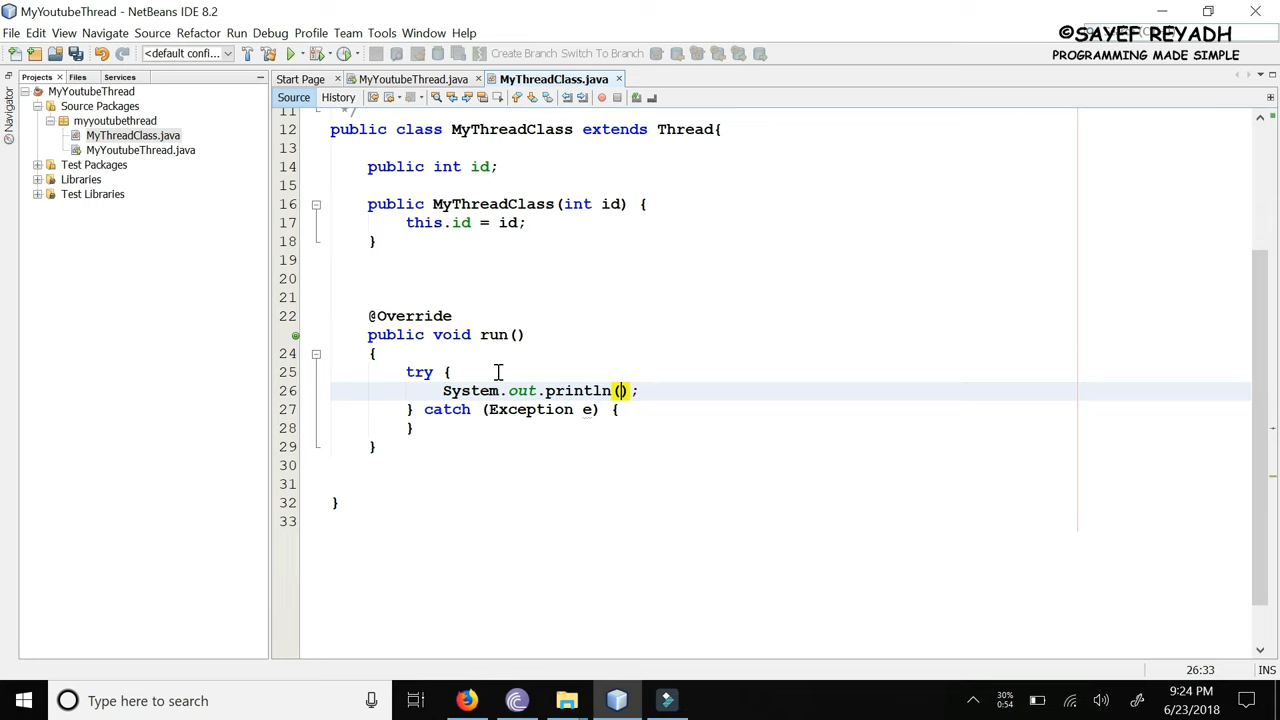 MyYoutubeThread - NetBeans IDE 8.2
File Edit View Navigate Source Refactor Run Debug Profile Team Tools Window Help
©SAYEF REYADH
PROGRAMMING MADE SIMPLE
<default confi...
Create Branch Switch To Branch
Projects Files Services
Start Page MyYoutubeThread.java MyThreadClass.java
Navigator
Source History
MyYoutubeThread
Source Packages
myyoutubethread
MyThreadClass.java
MyYoutubeThread.java
Test Packages
Libraries
Test Libraries
11 */
12 public class MyThreadClass extends Thread{
13
14 public int id;
15
16 public MyThreadClass(int id) {
17 this.id = id;
18 }
19
20
21
22 @Override
public void run()
24 {
25 try {
26 System.out.println();
27 } catch (Exception e) {
28 }
29 }
30
31
32 }
33
26:33 INS
Type here to search
30%
0:54
9:24 PM
6/23/2018